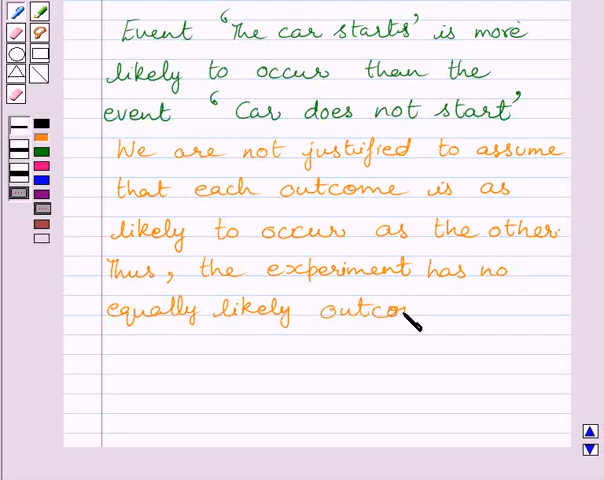 Event 'The car starts' is more
likely to occur than the
event ' Car does not start'
We are not justified to assume
that each outcome is as
likely to occur as the other.
Thus, the experiment has no
equally likely outco